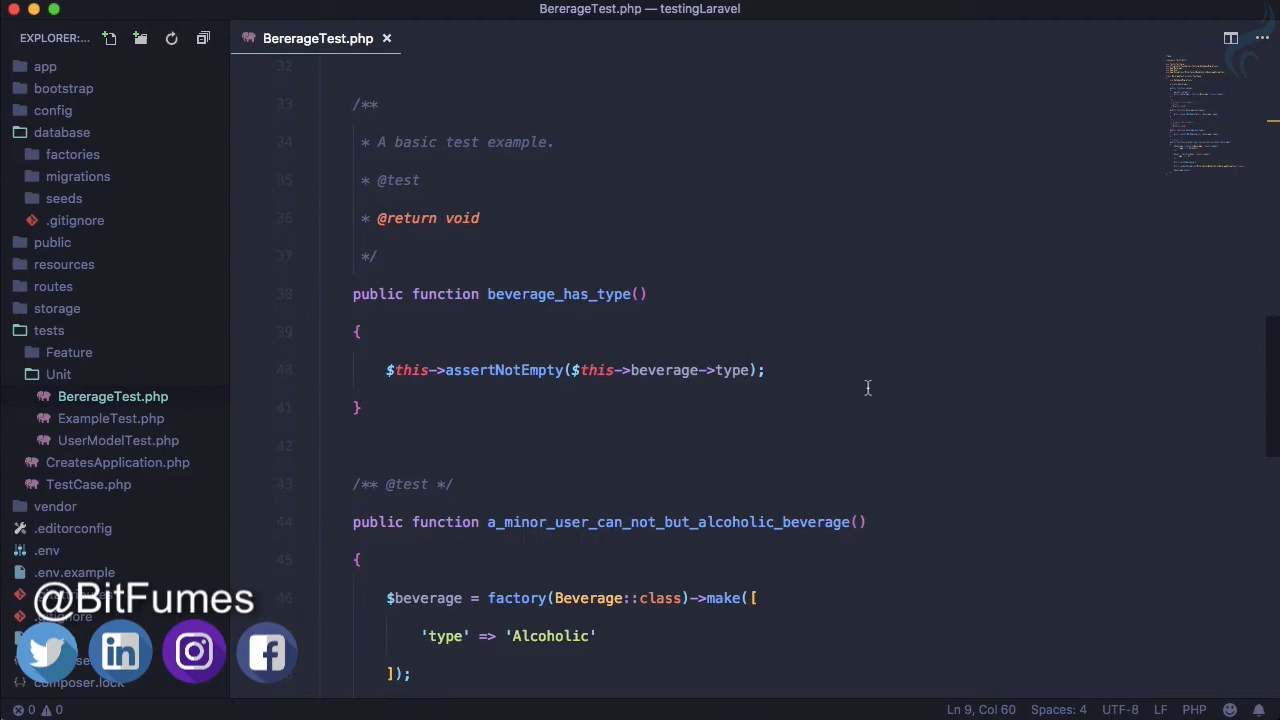 BererageTest.php — testingLaravel
EXPLORER:...
BererageTest.php
app
bootstrap
config
database
factories
migrations
seeds
.gitignore
public
resources
routes
storage
tests
Feature
Unit
BererageTest.php
ExampleTest.php
UserModelTest.php
CreatesApplication.php
TestCase.php
vendor
.editorconfig
.env
.env.example
composer.lock
@BitFumes
32
33 /**
34 * A basic test example.
35 * @test
36 * @return void
37 */
38 public function beverage_has_type()
39 {
40 $this->assertNotEmpty($this->beverage->type);
41 }
42
43 /** @test */
44 public function a_minor_user_can_not_but_alcoholic_beverage()
45 {
46 $beverage = factory(Beverage::class)->make([
'type' => 'Alcoholic'
]);
0 0
Ln 9, Col 60 Spaces: 4 UTF-8 LF PHP